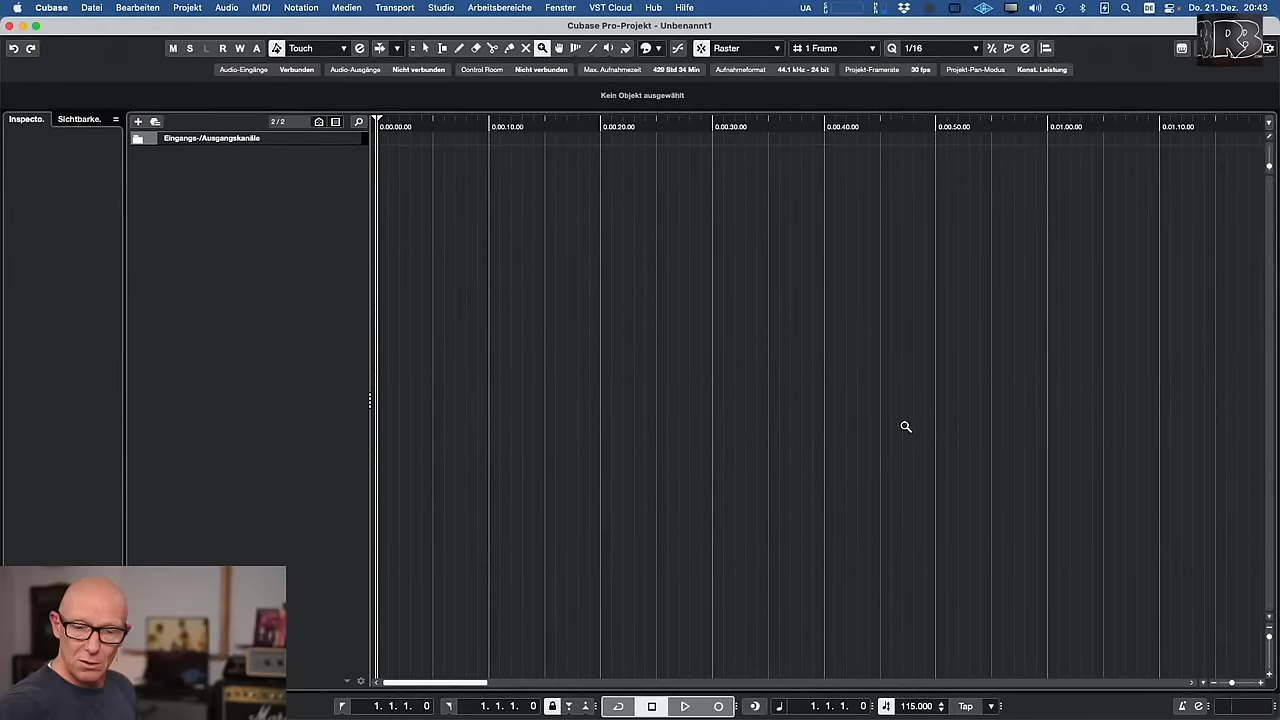 Cubase Datei Bearbeiten Projekt Audio MIDI Notation Medien Transport Studio Arbeitsbereiche Fenster VST Cloud Hub Hilfe UA DE Do. 21. Dez. 20:43
Cubase Pro-Projekt - Unbenannt1
M S L R W A Touch Raster 1 Frame Q 1/16
Audio-Eingänge Verbunden Audio-Ausgänge Nicht verbunden Control Room Nicht verbunden Max. Aufnahmezeit 429 Std 34 Min Aufnahmeformat 44.1 kHz - 24 bit Projekt-Framerate 30 fps Projekt-Pan-Modus Konst. Leistung
Kein Objekt ausgewählt
Inspecto. Sichtbarke. 2/2
0.00.00.00 0.00.10.00 0.00.20.00 0.00.30.00 0.00.40.00 0.00.50.00 0.01.00.00 0.01.10.00
Eingangs-/Ausgangskanäle
1. 1. 1. 0 1. 1. 1. 0 1. 1. 1. 0 115.000 Tap